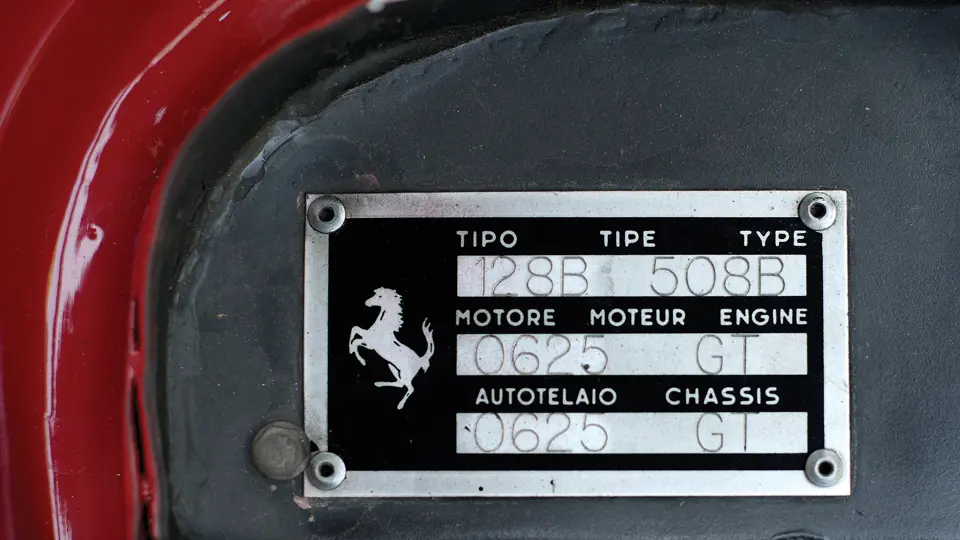 TIPO TIPE TYPE
128B 508B
MOTORE MOTEUR ENGINE
0625 GT
AUTOTELAIO CHASSIS
0625 GT